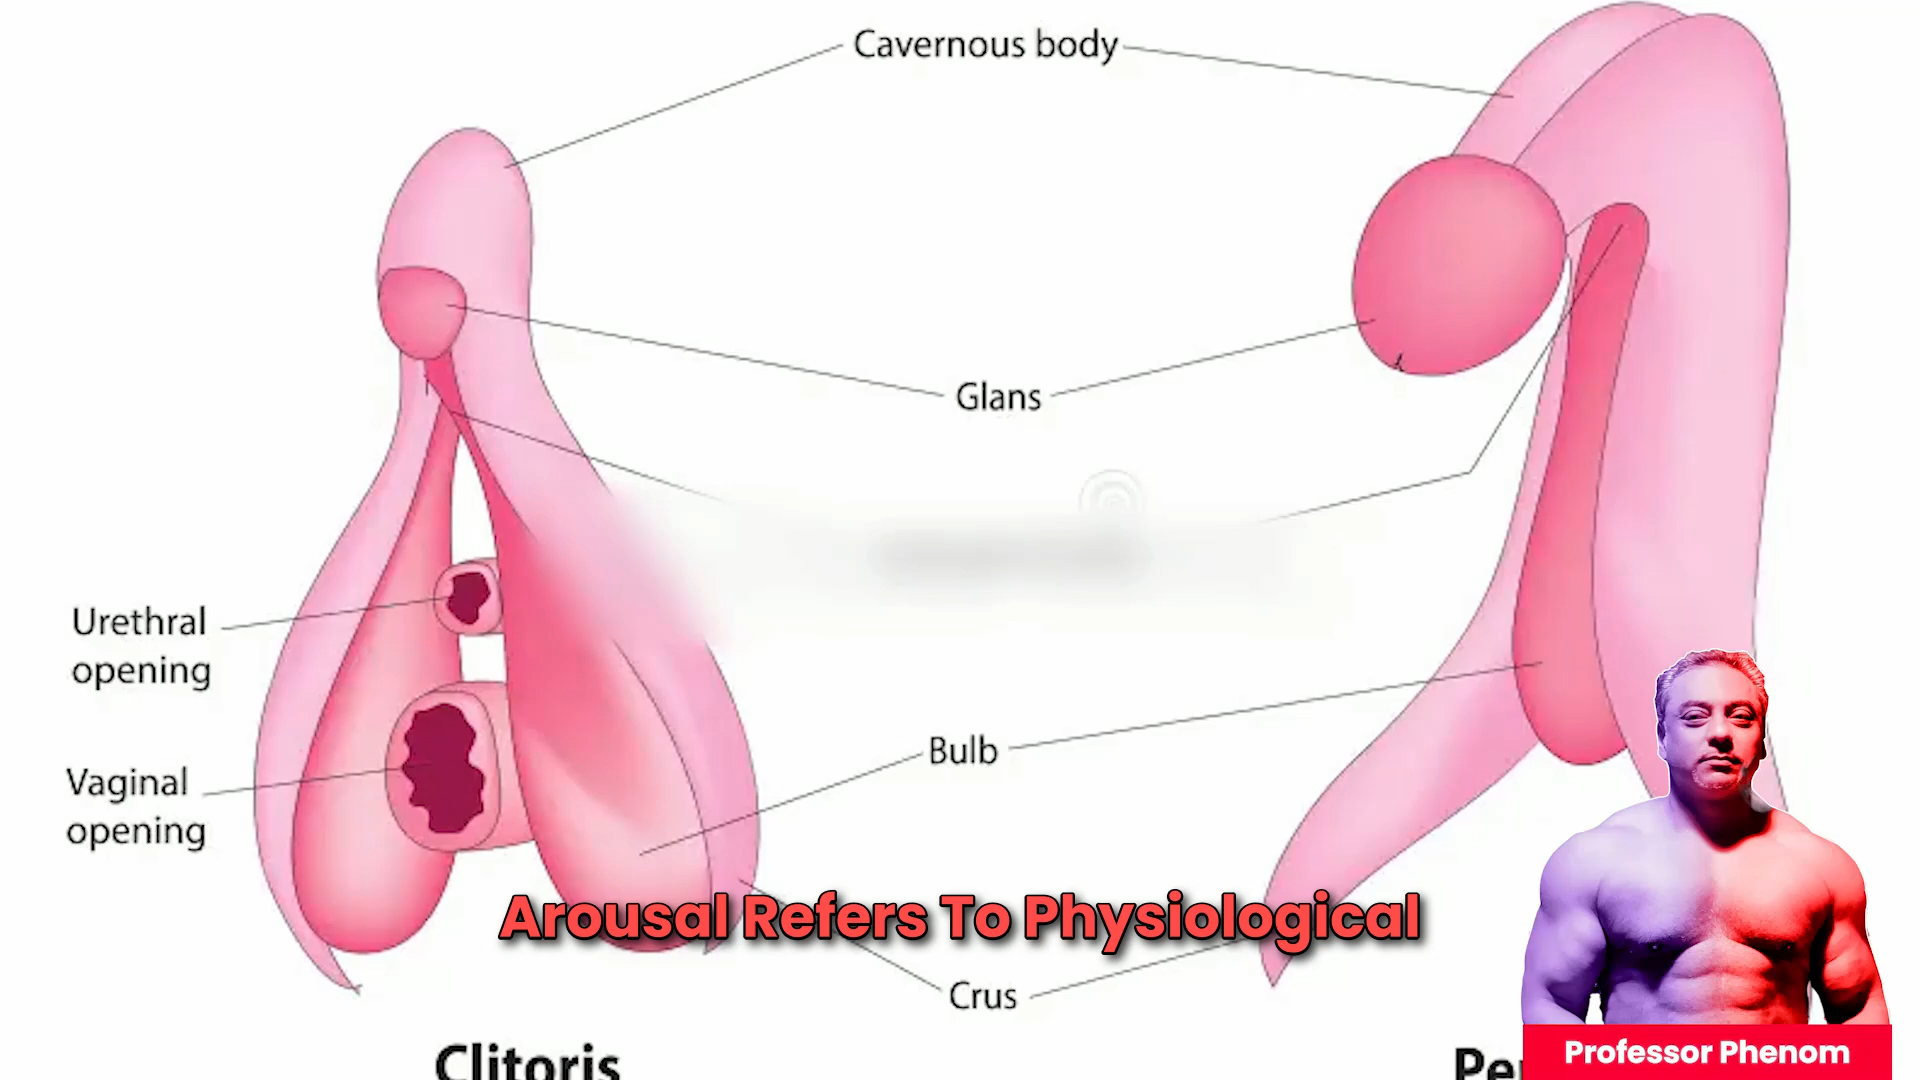 Cavernous body
Glans
Urethral
opening
Bulb
Vaginal
opening
Arousal Refers To Physiological
Crus
Clitoris
Professor Phenom